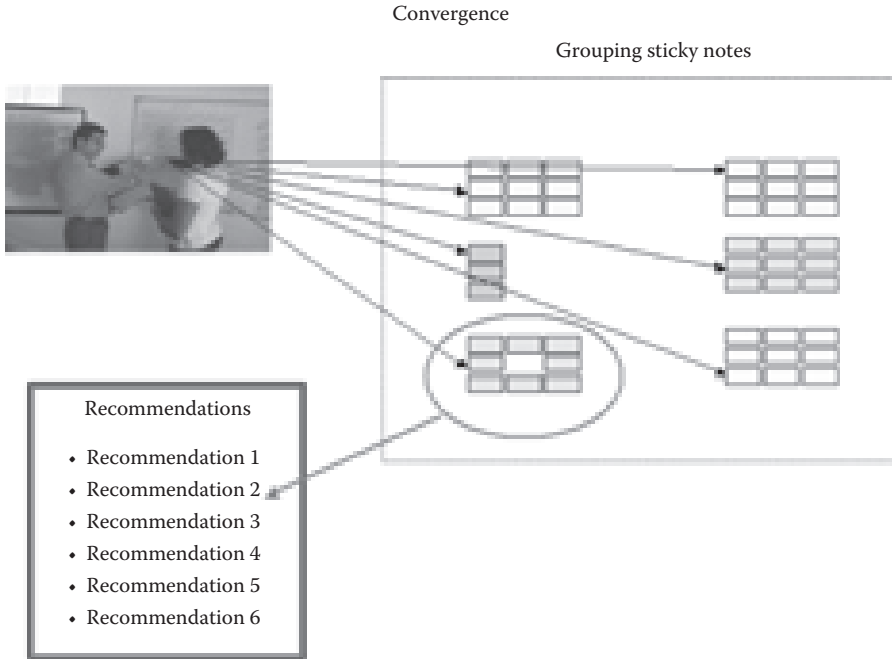 Convergence
Grouping sticky notes
Recommendations
• Recommendation 1
• Recommendation 2
• Recommendation 3
• Recommendation 4
• Recommendation 5
• Recommendation 6